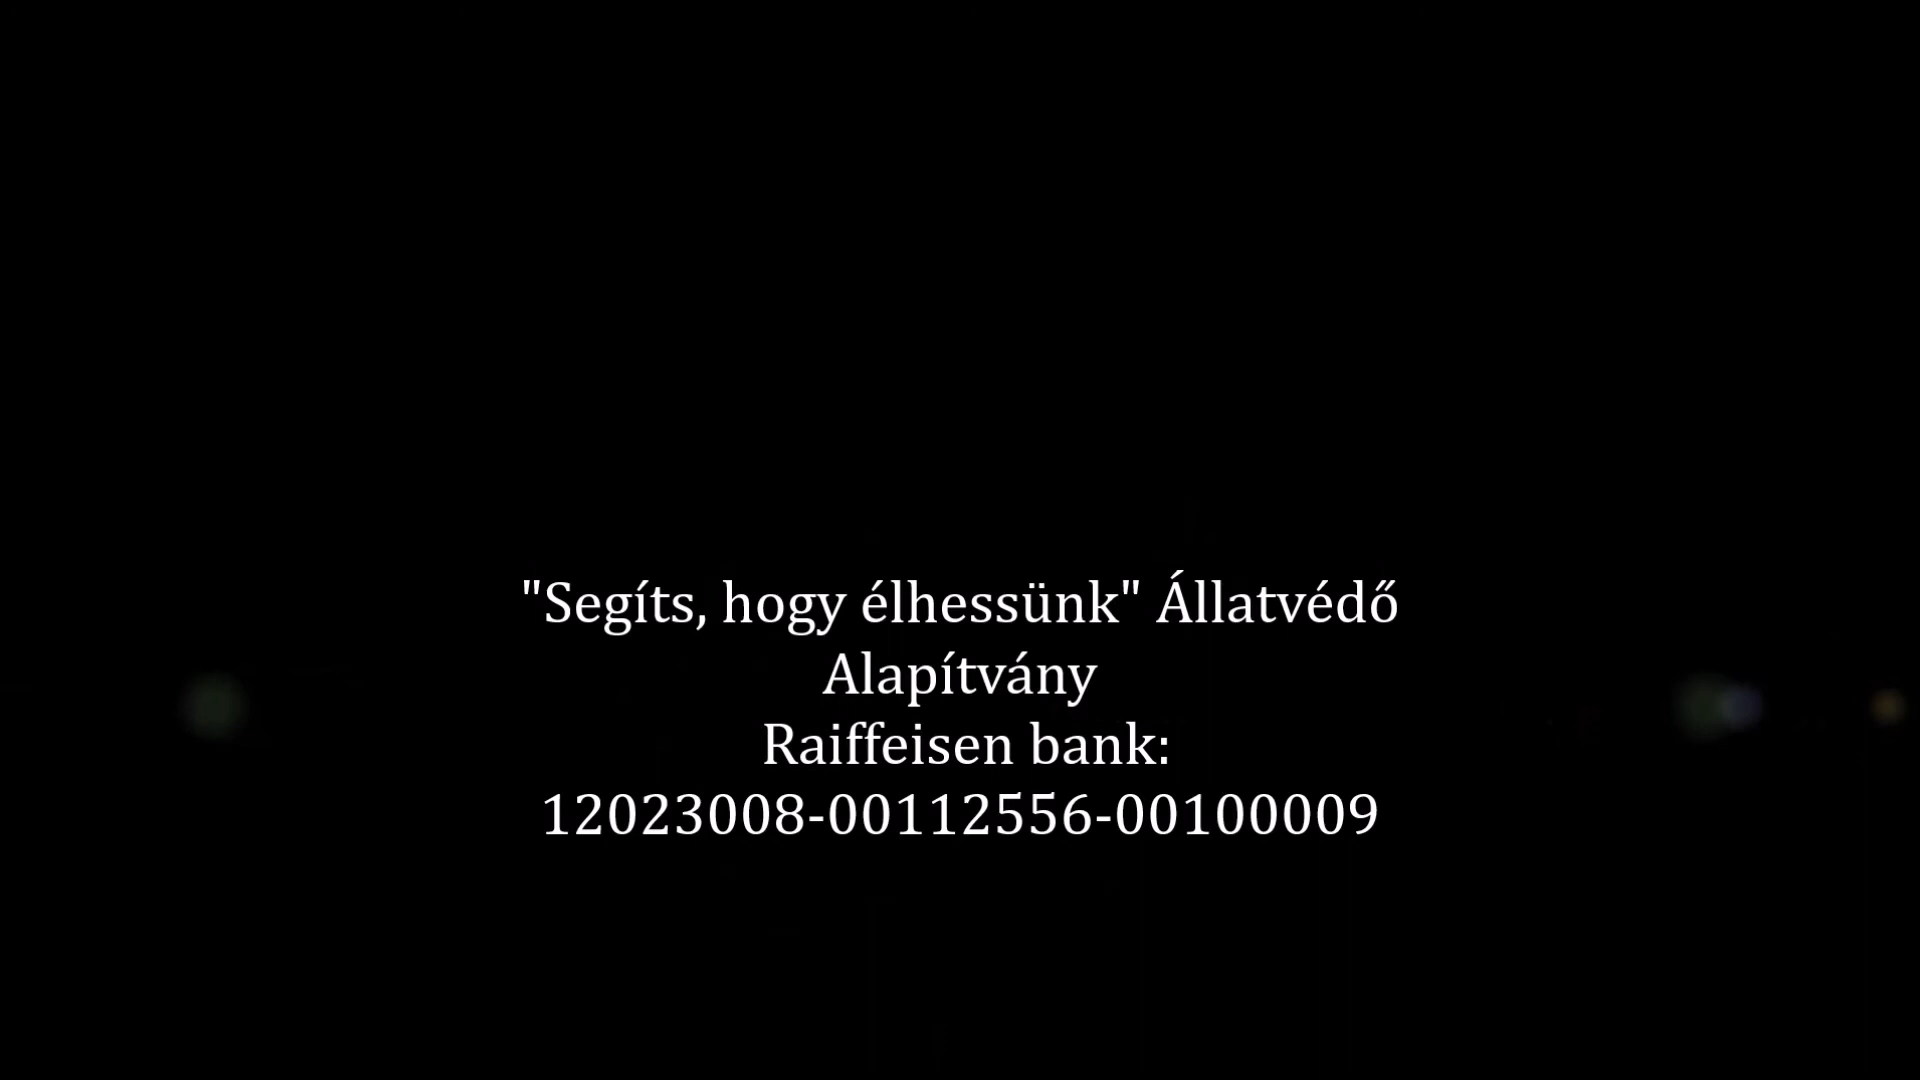 "Segíts, hogy élhessünk" Állatvédő
Alapítvány
Raiffeisen bank:
12023008-00112556-00100009